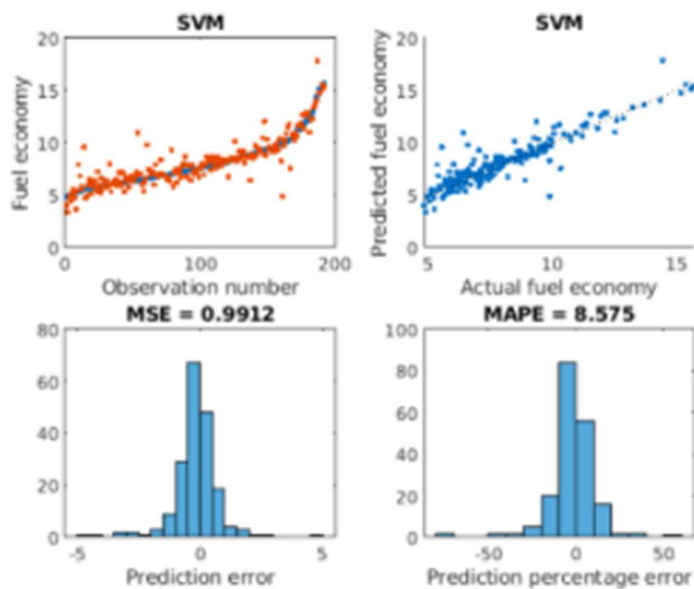 SVM
20
15
10
5
0
Fuel economy
0 100 200
Observation number
SVM
20
15
10
5
0
Predicted fuel economy
5 10 15
Actual fuel economy
MSE = 0.9912
80
60
40
20
0
-5 0 5
Prediction error
MAPE = 8.575
100
80
60
40
20
0
-50 0 50
Prediction percentage error